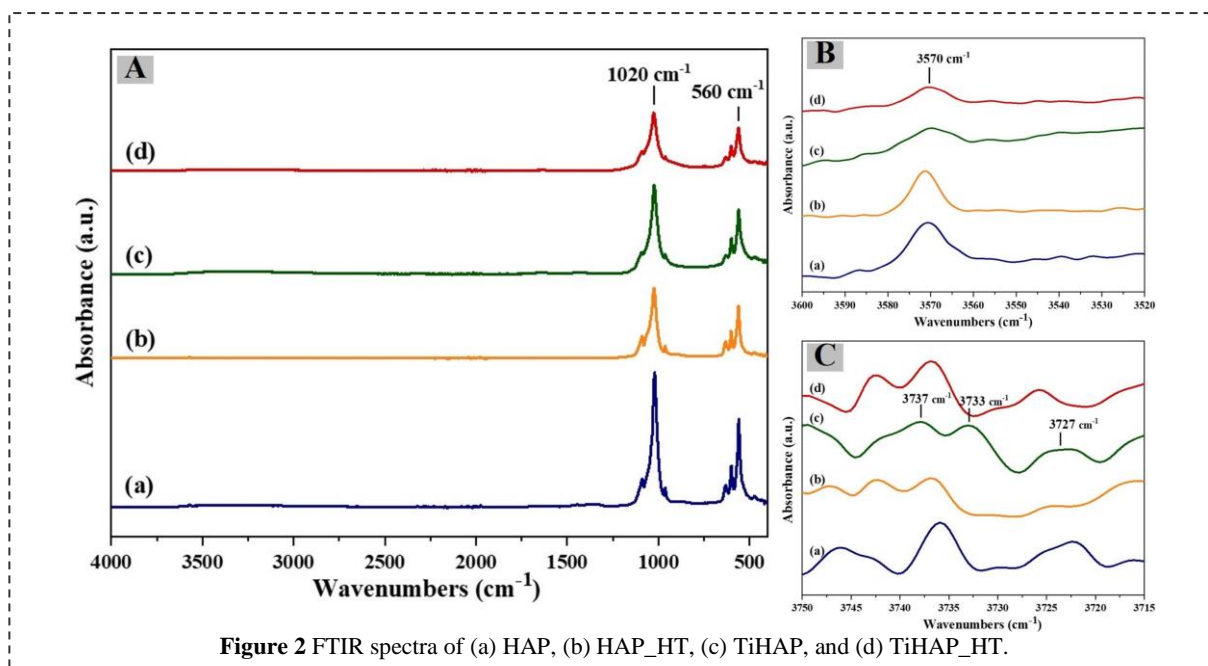 A
1020 cm⁻¹
560 cm⁻¹
(d)
(c)
(b)
(a)
Absorbance (a.u.)
4000 3500 3000 2500 2000 1500 1000 500
Wavenumbers (cm⁻¹)
B
3570 cm⁻¹
(d)
(c)
(b)
(a)
Absorbance (a.u.)
3600 3590 3580 3570 3560 3550 3540 3530 3520
Wavenumbers (cm⁻¹)
C
(d)
3737 cm⁻¹
3733 cm⁻¹
3727 cm⁻¹
(c)
(b)
(a)
Absorbance (a.u.)
3750 3745 3740 3737 3730 3725 3720 3715
Wavenumbers (cm⁻¹)
Figure 2 FTIR spectra of (a) HAP, (b) HAP_HT, (c) TiHAP, and (d) TiHAP_HT.